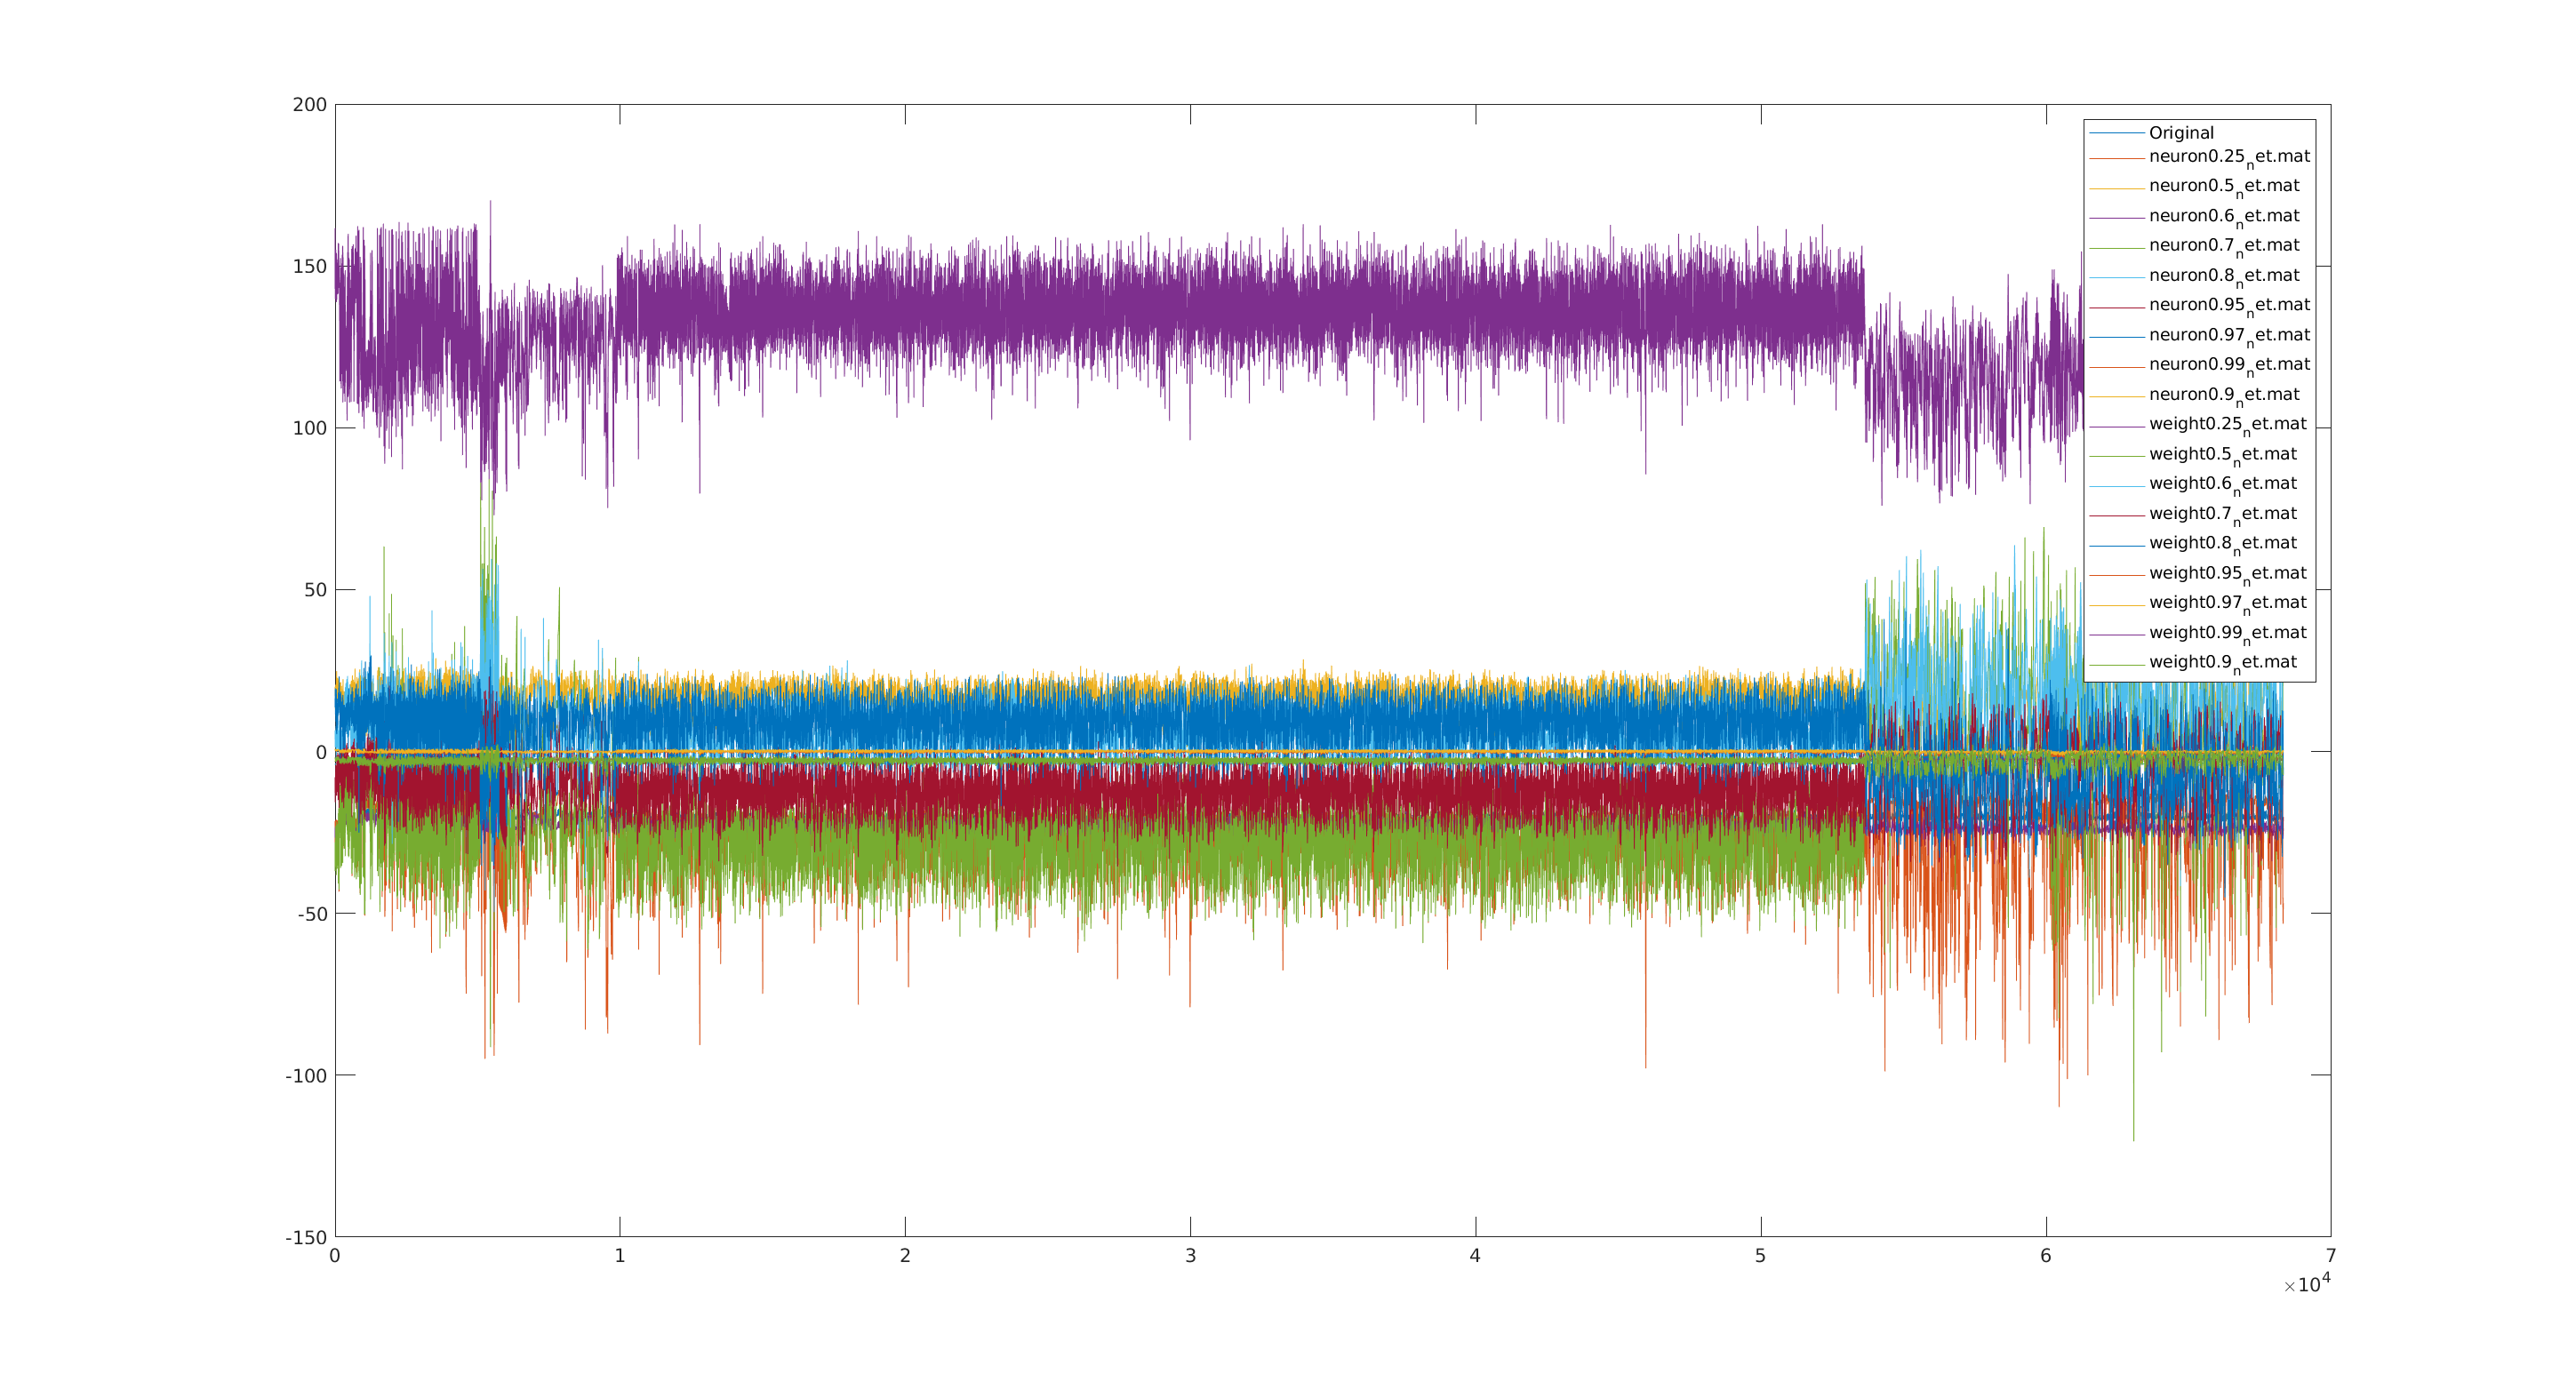 200
150
100
50
0
-50
-100
-150
0 1 2 3 4 5 6 7
×10^4
Original
neuron0.25_net.mat
neuron0.5_net.mat
neuron0.6_net.mat
neuron0.7_net.mat
neuron0.8_net.mat
neuron0.95_net.mat
neuron0.97_net.mat
neuron0.99_net.mat
neuron0.9_net.mat
weight0.25_net.mat
weight0.5_net.mat
weight0.6_net.mat
weight0.7_net.mat
weight0.8_net.mat
weight0.95_net.mat
weight0.97_net.mat
weight0.99_net.mat
weight0.9_net.mat